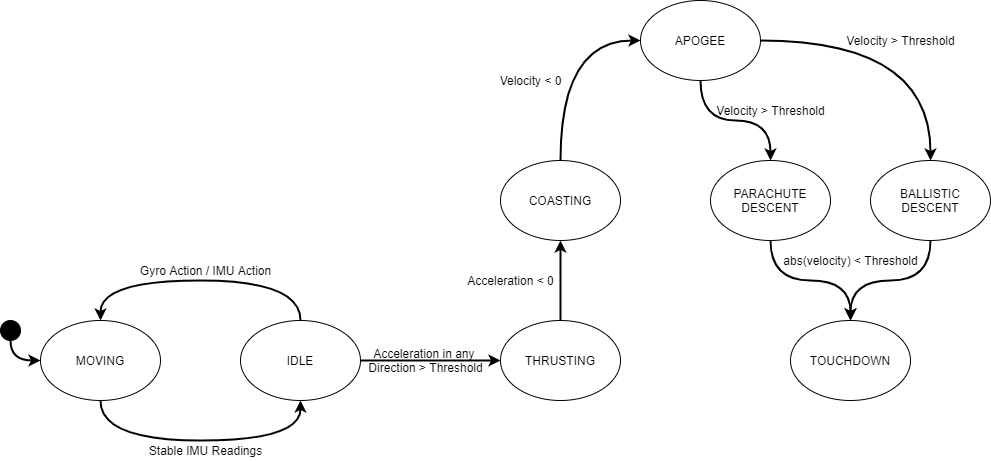 APOGEE
Velocity > Threshold
Velocity < 0
Velocity > Threshold
COASTING
PARACHUTE
DESCENT
BALLISTIC
DESCENT
Gyro Action / IMU Action
Acceleration < 0
abs(velocity) < Threshold
MOVING
IDLE
Acceleration in any
Direction > Threshold
THRUSTING
TOUCHDOWN
Stable IMU Readings